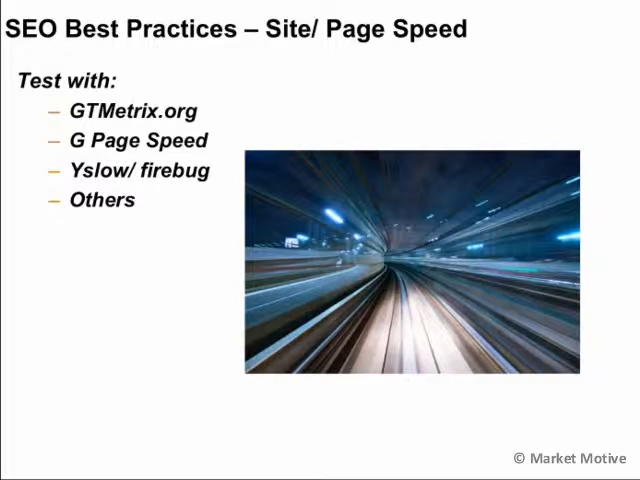 SEO Best Practices – Site/ Page Speed
Test with:
– GTMetrix.org
– G Page Speed
– Yslow/ firebug
– Others
© Market Motive